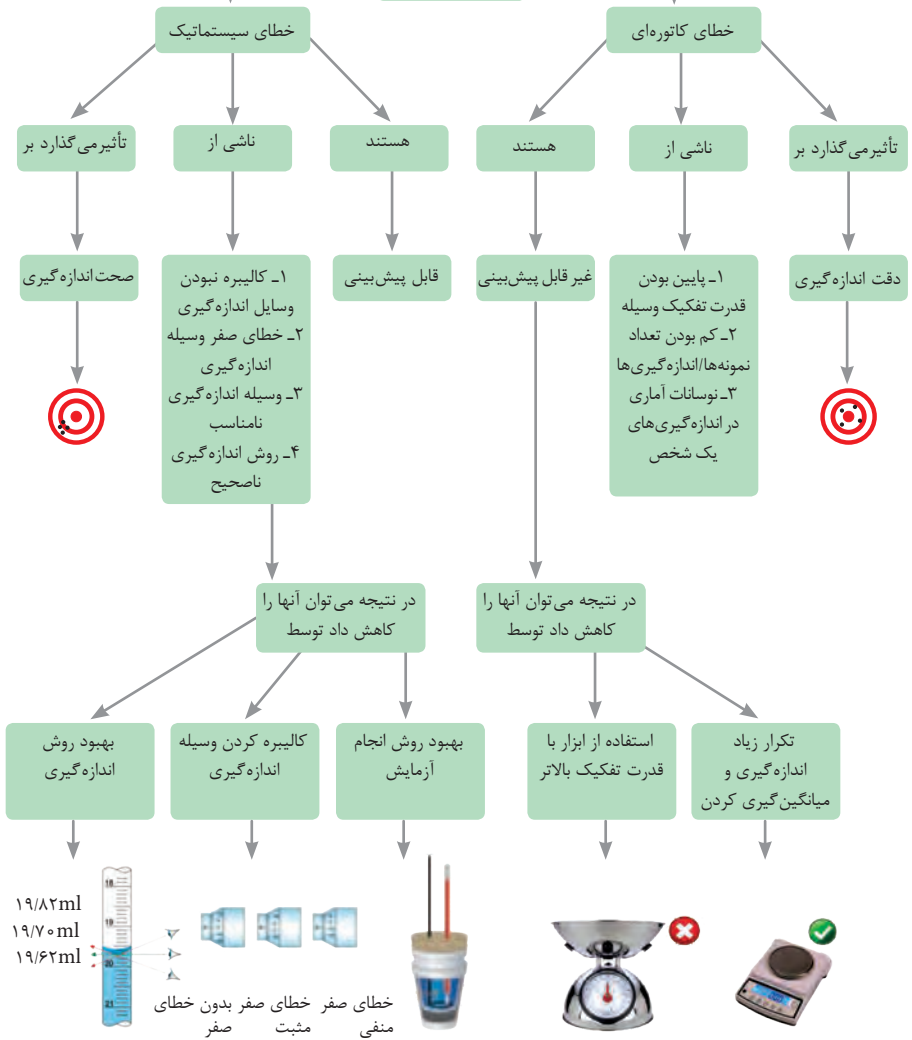 خطای کاتوره‌ای
خطای سیستماتیک
تأثیرمی‌گذارد بر
ناشی از
هستند
هستند
ناشی از
تأثیرمی‌گذارد بر
دقت اندازه‌گیری
۱ـ پایین بودن
قدرت تفکیک وسیله
۲ـ کم بودن تعداد
نمونه‌ها/اندازه‌گیری‌ها
۳ـ نوسانات آماری
در اندازه‌گیری‌های
یک شخص
غیر قابل پیش‌بینی
قابل پیش‌بینی
۱ـ کالیبره نبودن
وسایل اندازه‌گیری
۲ـ خطای صفر وسیله
اندازه‌گیری
۳ـ وسیله اندازه‌گیری
نامناسب
۴ـ روش اندازه‌گیری
ناصحیح
صحت‌اندازه‌گیری
در نتیجه می‌توان آنها را
کاهش داد توسط
در نتیجه می‌توان آنها را
کاهش داد توسط
تکرار زیاد
اندازه‌گیری و
میانگین‌گیری کردن
استفاده از ابزار با
قدرت تفکیک بالاتر
بهبود روش انجام
آزمایش
کالیبره کردن وسیله
اندازه‌گیری
بهبود روش
اندازه‌گیری
۱۹/۸۲ml
۱۹/۷۰ml
۱۹/۶۲ml
18
19
20
21
خطای صفر
منفی
خطای صفر
مثبت
بدون خطای
صفر